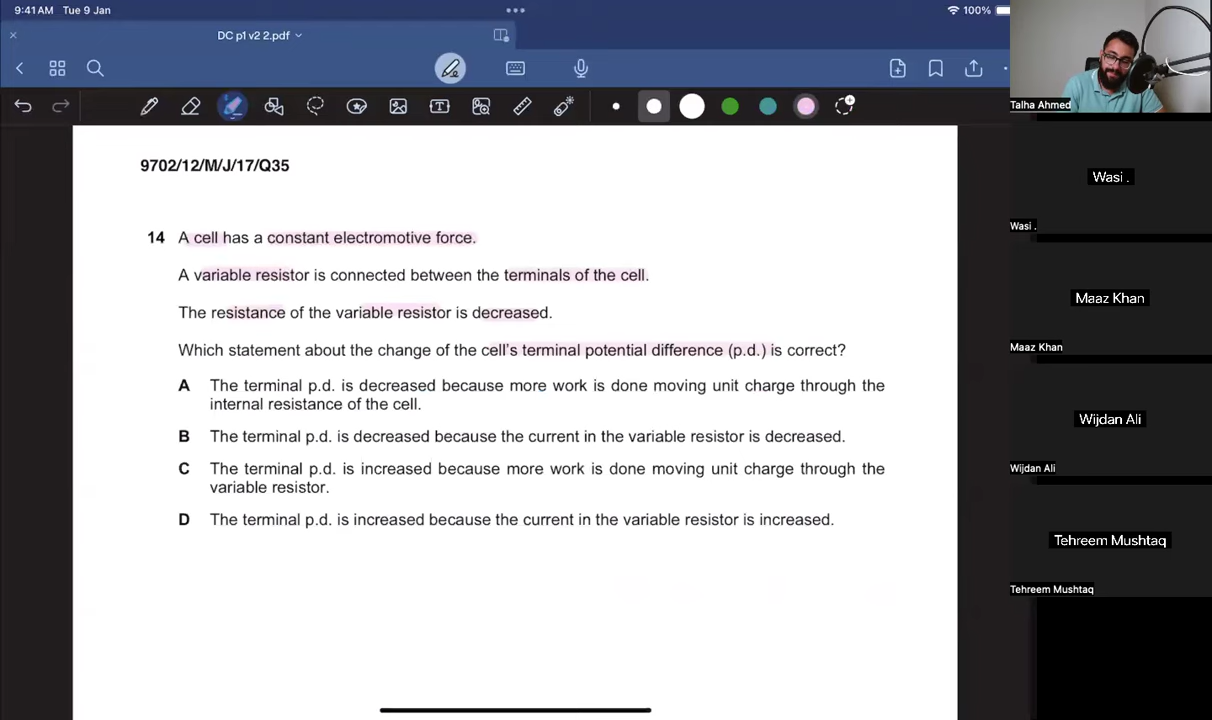 9:41 AM Tue 9 Jan
100%
DC p1 v2 2.pdf
Talha Ahmed
9702/12/M/J/17/Q35
14 A cell has a constant electromotive force.
A variable resistor is connected between the terminals of the cell.
The resistance of the variable resistor is decreased.
Which statement about the change of the cell's terminal potential difference (p.d.) is correct?
A The terminal p.d. is decreased because more work is done moving unit charge through the
internal resistance of the cell.
B The terminal p.d. is decreased because the current in the variable resistor is decreased.
C The terminal p.d. is increased because more work is done moving unit charge through the
variable resistor.
D The terminal p.d. is increased because the current in the variable resistor is increased.
Wasi .
Wasi .
Maaz Khan
Maaz Khan
Wijdan Ali
Wijdan Ali
Tehreem Mushtaq
Tehreem Mushtaq